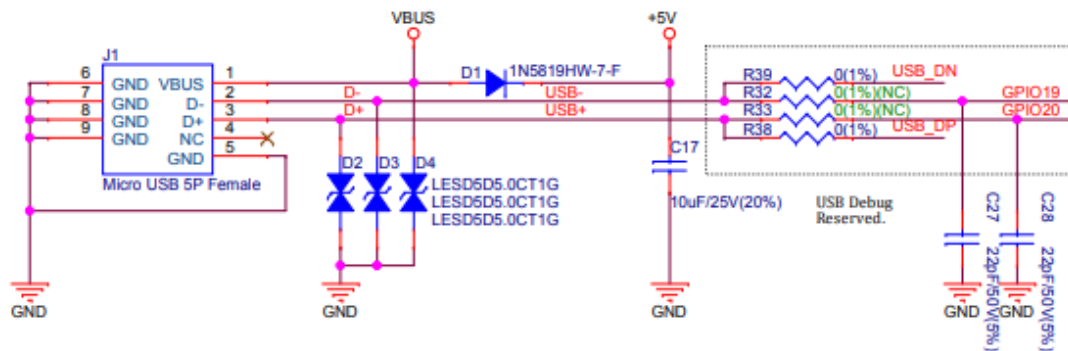 VBUS
+5V
J1
D1
1N5819HW-7-F
6
7
8
9
GND
GND
GND
GND
VBUS
D-
D+
NC
GND
1
2
3
4
5
D-
D+
USB-
USB+
R39
R32
R33
R38
0(1%)
0(1%)(NC)
0(1%)(NC)
0(1%)
USB_DN
USB_DP
GPIO19
GPIO20
Micro USB 5P Female
D2
D3
D4
LESD5D5.0CT1G
LESD5D5.0CT1G
LESD5D5.0CT1G
C17
10uF/25V(20%)
USB Debug
Reserved.
C27
22pF/50V(5%)
C28
22pF/50V(5%)
GND
GND
GND
GND
GND